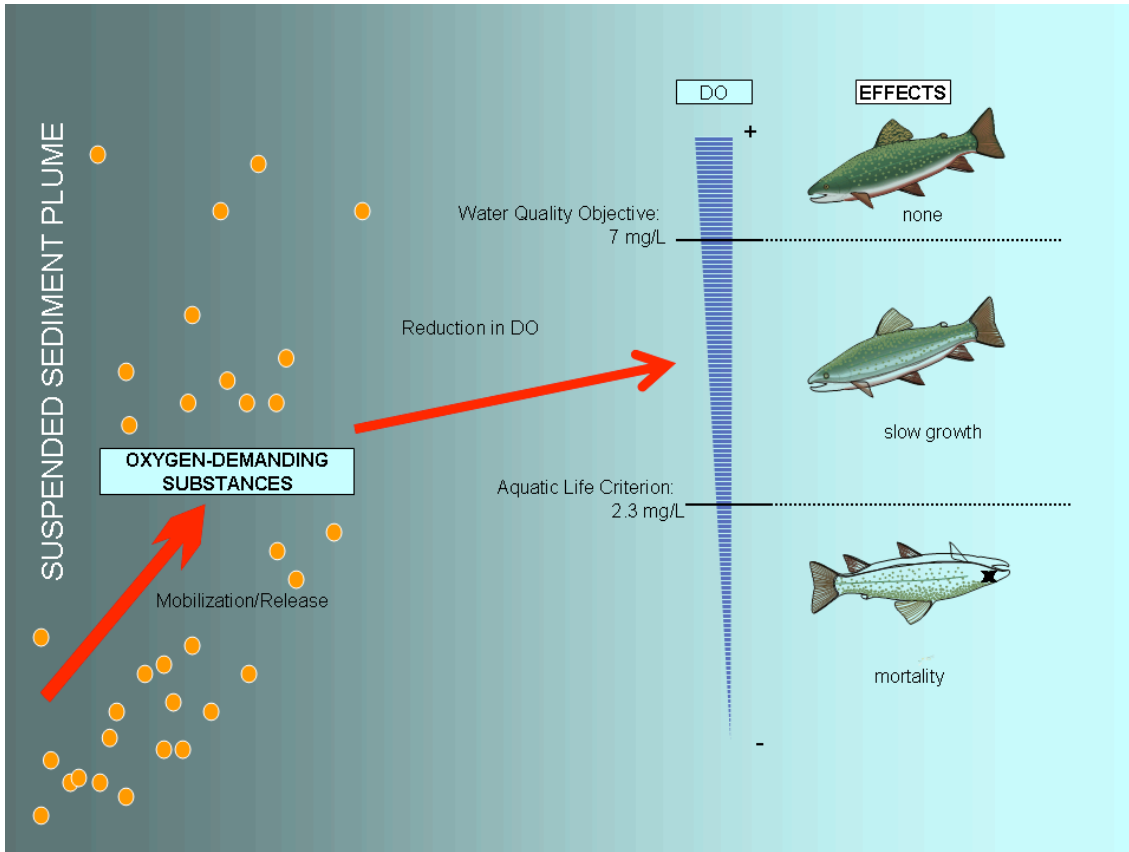 SUSPENDED SEDIMENT PLUME
DO
EFFECTS
+
none
Water Quality Objective:
7 mg/L
Reduction in DO
slow growth
OXYGEN-DEMANDING
SUBSTANCES
Aquatic Life Criterion:
2.3 mg/L
Mobilization/Release
mortality
-